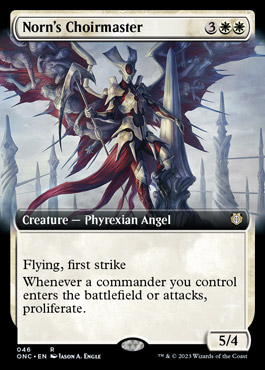 Norn's Choirmaster 3
Creature — Phyrexian Angel
Flying, first strike
Whenever a commander you control
enters the battlefield or attacks,
proliferate.
5/4
046 R
ONC • EN Jason A. Engle
™ & © 2023 Wizards of the Coast